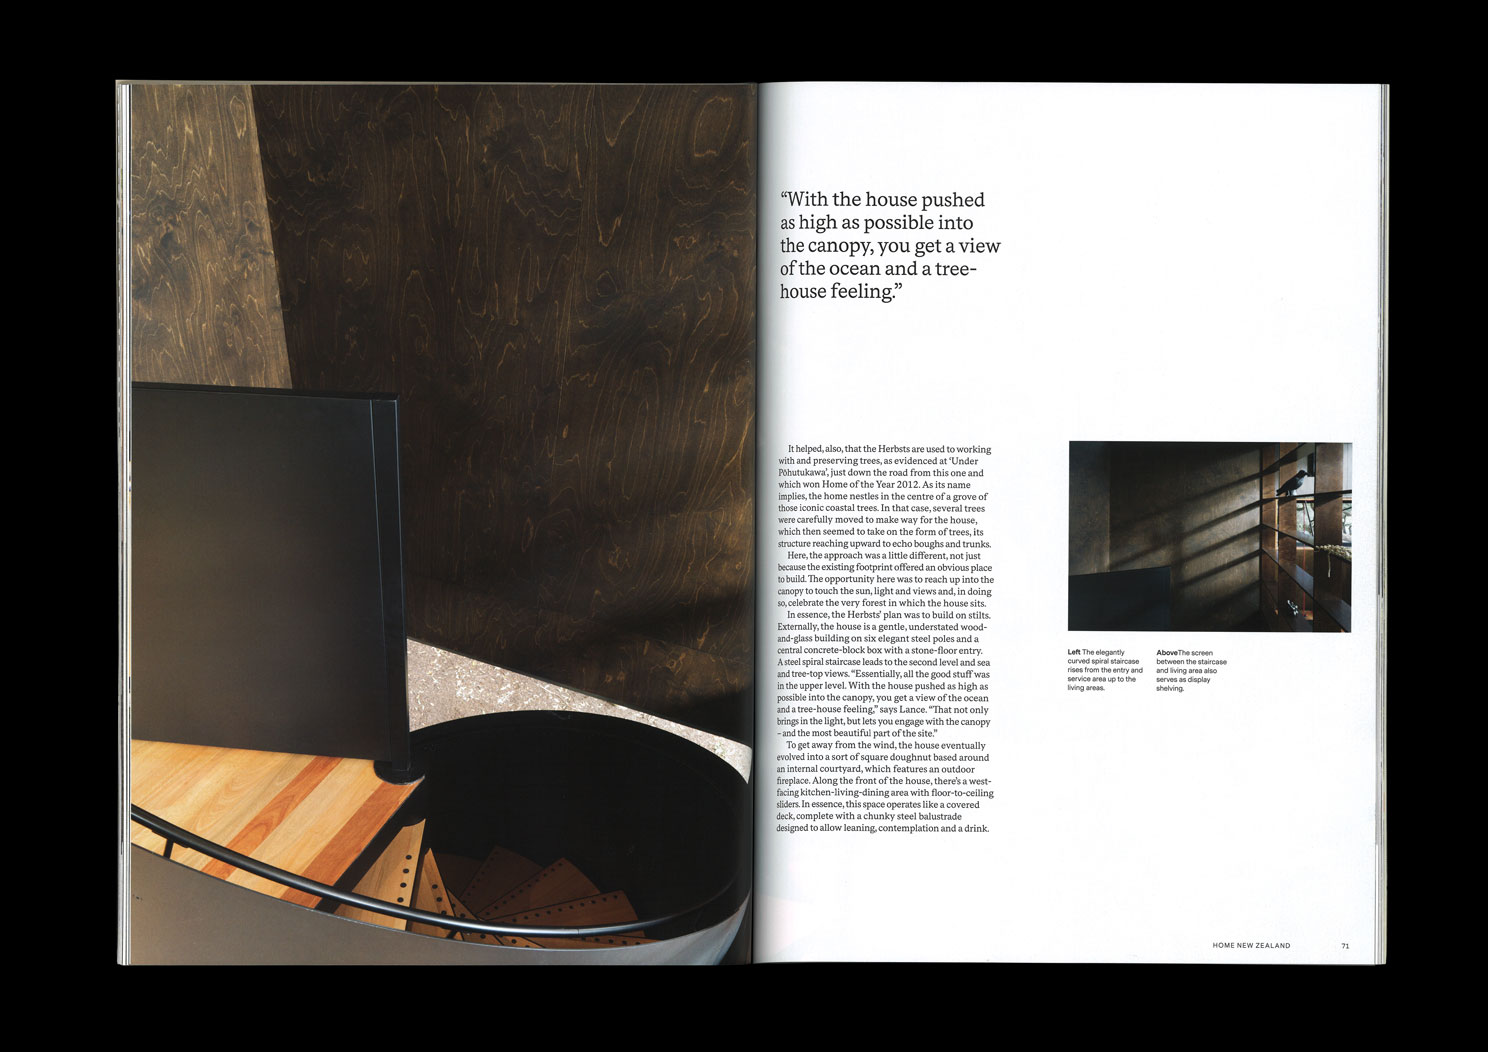 “With the house pushed
as high as possible into
the canopy, you get a view
of the ocean and a tree-
house feeling.”
It helped, also, that the Herbsts are used to working
with and preserving trees, as evidenced at ‘Under
Pōhutukawa’, just down the road from this one and
which won Home of the Year 2012. As its name
implies, the home nestles in the centre of a grove of
those iconic coastal trees. In that case, several trees
were carefully moved to make way for the house,
which then seemed to take on the form of trees, its
structure reaching upward to echo boughs and trunks.
Here, the approach was a little different, not just
because the existing footprint offered an obvious place
to build. The opportunity here was to reach up into the
canopy to touch the sun, light and views and, in doing
so, celebrate the very forest in which the house sits.
In essence, the Herbsts’ plan was to build on stilts.
Externally, the house is a gentle, understated wood-
and-glass building on six elegant steel poles and a
central concrete-block box with a stone-floor entry.
A steel spiral staircase leads to the second level and sea
and tree-top views. “Essentially, all the good stuff was
in the upper level. With the house pushed as high as
possible into the canopy, you get a view of the ocean
and a tree-house feeling,” says Lance. “That not only
brings in the light, but lets you engage with the canopy
– and the most beautiful part of the site.”
To get away from the wind, the house eventually
evolved into a sort of square doughnut based around
an internal courtyard, which features an outdoor
fireplace. Along the front of the house, there’s a west-
facing kitchen-living-dining area with floor-to-ceiling
sliders. In essence, this space operates like a covered
deck, complete with a chunky steel balustrade
designed to allow leaning, contemplation and a drink.
Left The elegantly
curved spiral staircase
rises from the entry and
service area up to the
living areas.
AboveThe screen
between the staircase
and living area also
serves as display
shelving.
HOME NEW ZEALAND
71